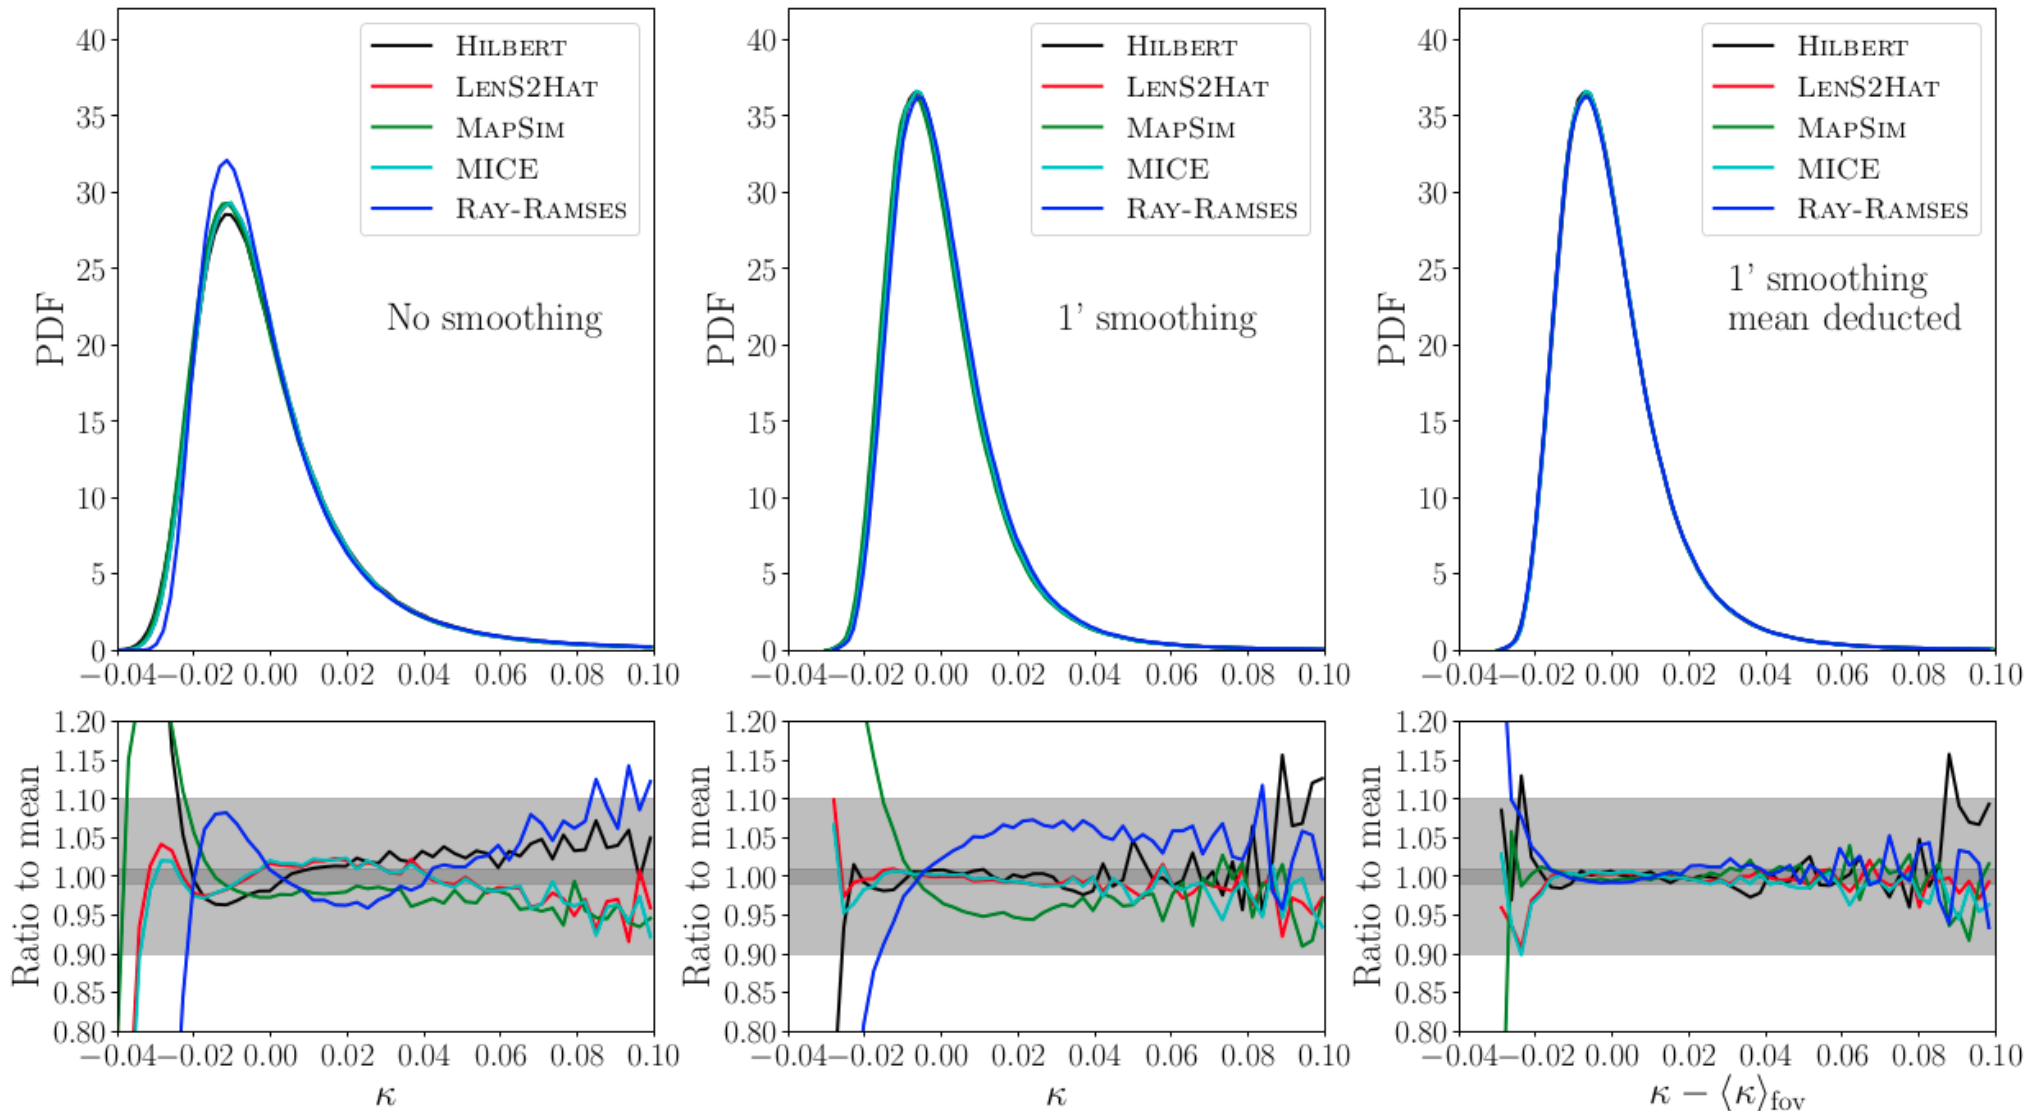 40
35
30
25
20
15
10
5
0
PDF
HILBERT
LENS2HAT
MAPSIM
MICE
RAY-RAMSES
No smoothing
−0.04 −0.02 0.00 0.02 0.04 0.06 0.08 0.10
40
35
30
25
20
15
10
5
0
PDF
HILBERT
LENS2HAT
MAPSIM
MICE
RAY-RAMSES
1' smoothing
−0.04 −0.02 0.00 0.02 0.04 0.06 0.08 0.10
40
35
30
25
20
15
10
5
0
PDF
HILBERT
LENS2HAT
MAPSIM
MICE
RAY-RAMSES
1' smoothing
mean deducted
−0.04 −0.02 0.00 0.02 0.04 0.06 0.08 0.10
1.20
1.15
1.10
1.05
1.00
0.95
0.90
0.85
0.80
Ratio to mean
−0.04 −0.02 0.00 0.02 0.04 0.06 0.08 0.10
κ
1.20
1.15
1.10
1.05
1.00
0.95
0.90
0.85
0.80
Ratio to mean
−0.04 −0.02 0.00 0.02 0.04 0.06 0.08 0.10
κ
1.20
1.15
1.10
1.05
1.00
0.95
0.90
0.85
0.80
Ratio to mean
−0.04 −0.02 0.00 0.02 0.04 0.06 0.08 0.10
κ − ⟨κ⟩fov